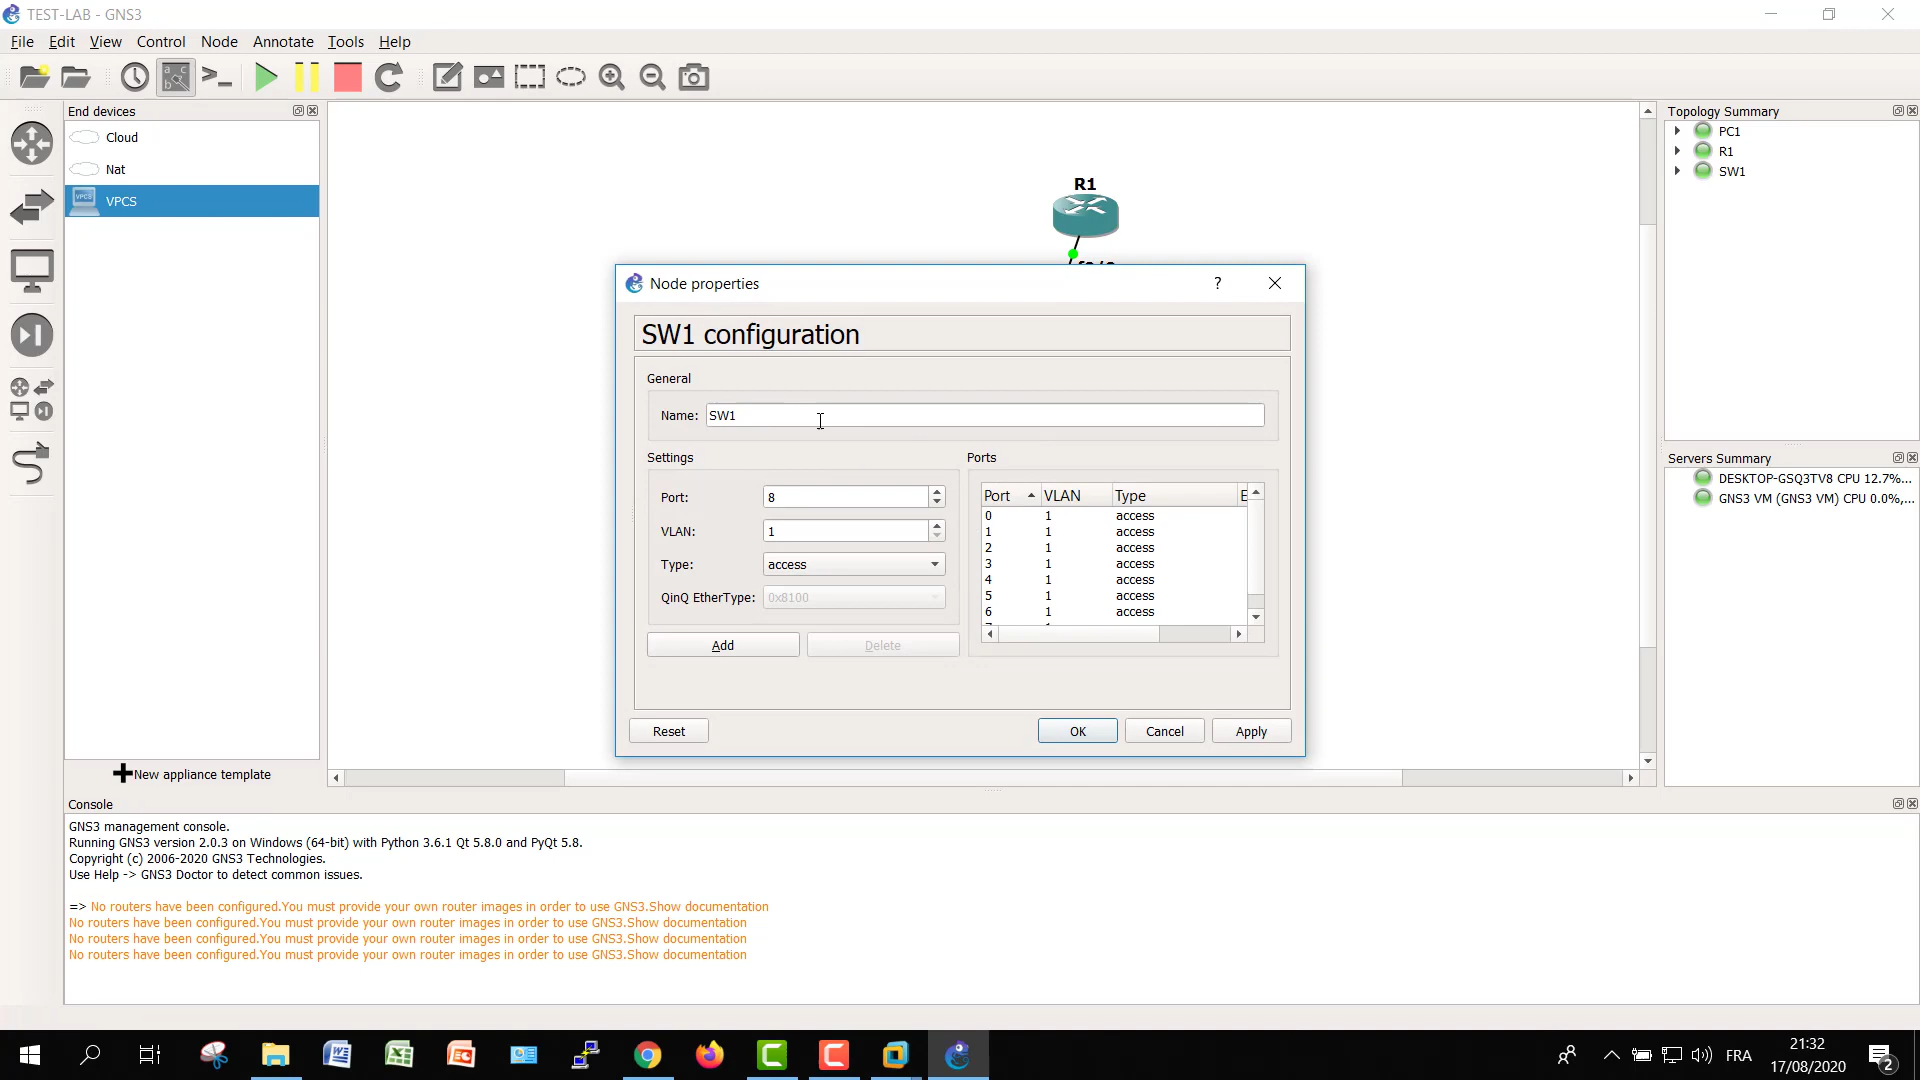 TEST-LAB - GNS3
File Edit View Control Node Annotate Tools Help
End devices
Cloud
Nat
VPCS
New appliance template
R1
Topology Summary
PC1
R1
SW1
Servers Summary
DESKTOP-GSQ3TV8 CPU 12.7%...
GNS3 VM (GNS3 VM) CPU 0.0%,...
Node properties
?
SW1 configuration
General
Name: SW1
Settings
Port: 8
VLAN: 1
Type: access
QinQ EtherType: 0x8100
Add
Delete
Ports
Port VLAN Type E
0 1 access
1 1 access
2 1 access
3 1 access
4 1 access
5 1 access
6 1 access
Reset
OK
Cancel
Apply
Console
GNS3 management console.
Running GNS3 version 2.0.3 on Windows (64-bit) with Python 3.6.1 Qt 5.8.0 and PyQt 5.8.
Copyright (c) 2006-2020 GNS3 Technologies.
Use Help -> GNS3 Doctor to detect common issues.
=> No routers have been configured.You must provide your own router images in order to use GNS3.Show documentation
No routers have been configured.You must provide your own router images in order to use GNS3.Show documentation
No routers have been configured.You must provide your own router images in order to use GNS3.Show documentation
No routers have been configured.You must provide your own router images in order to use GNS3.Show documentation
FRA
21:32
17/08/2020
2